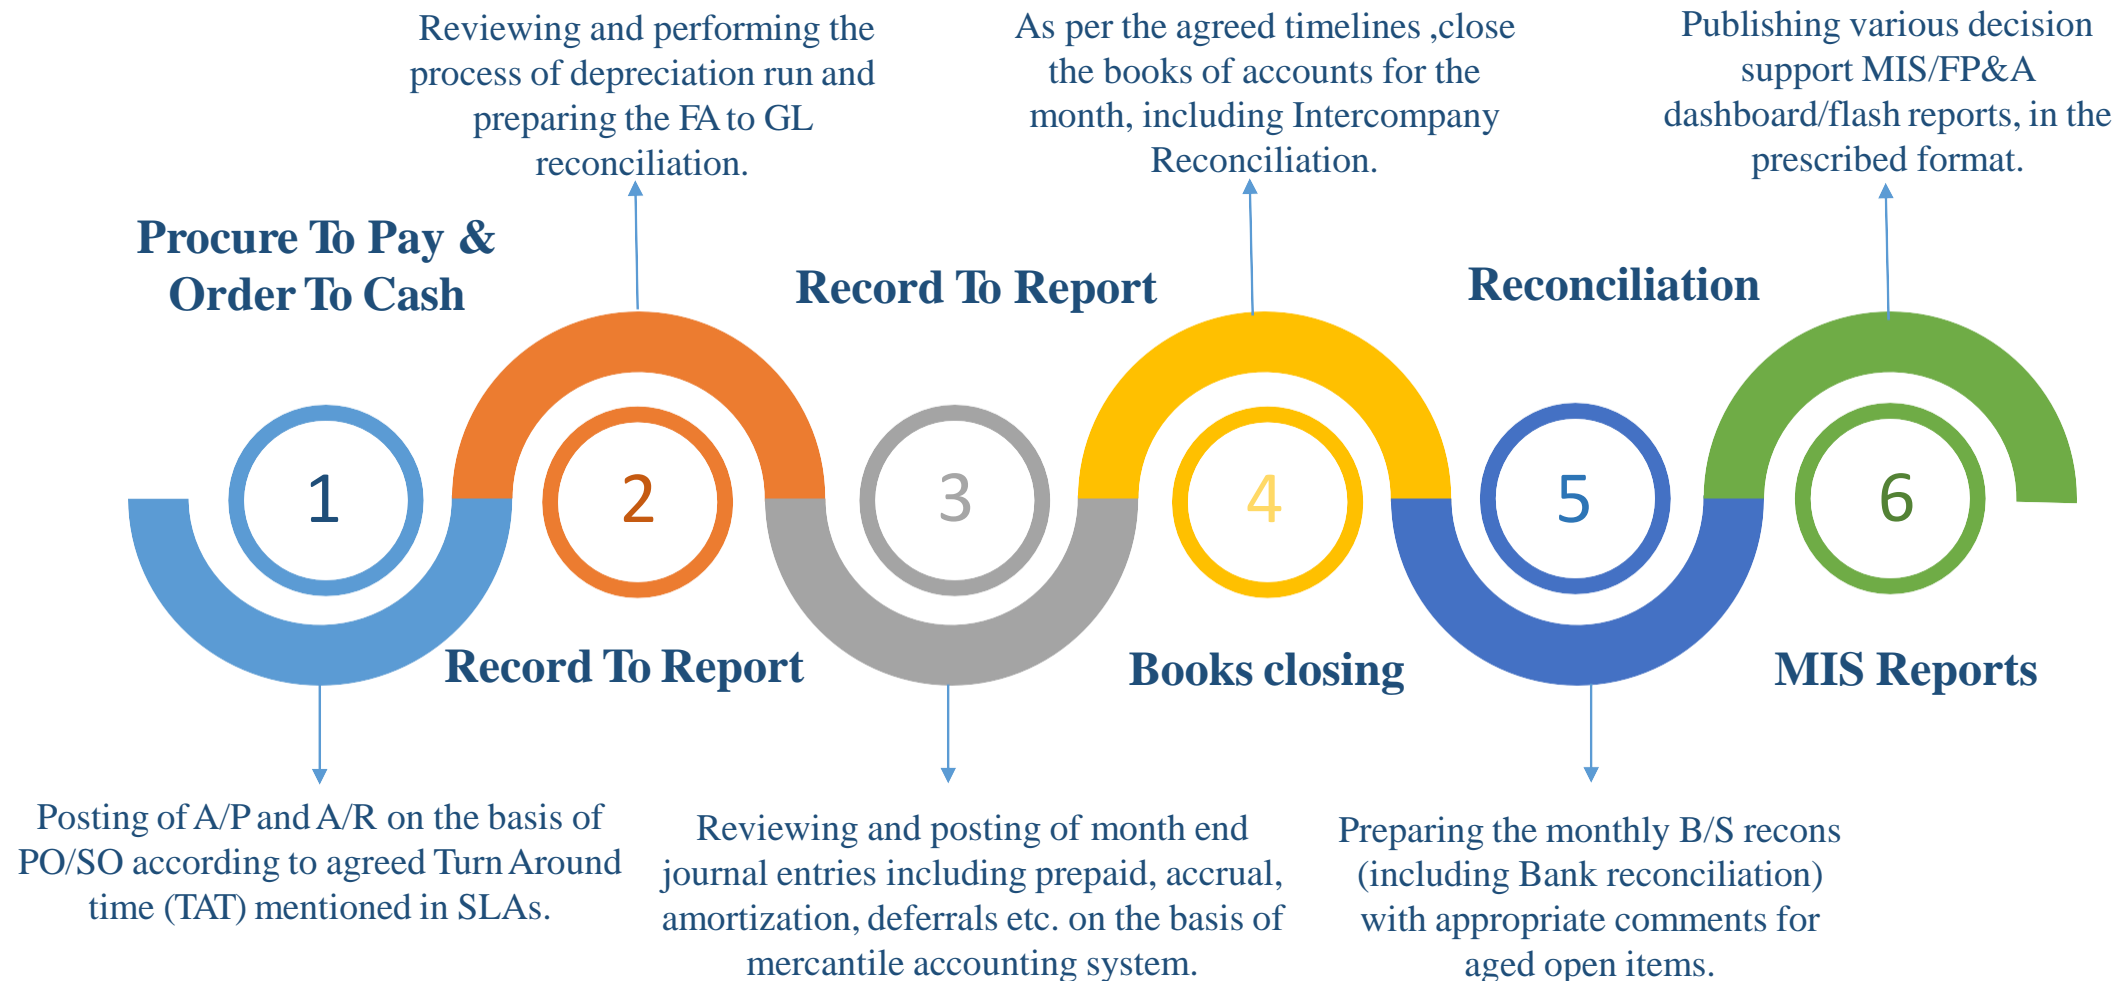 Reviewing and performing the
process of depreciation run and
preparing the FA to GL
reconciliation.
As per the agreed timelines ,close
the books of accounts for the
month, including Intercompany
Reconciliation.
Publishing various decision
support MIS/FP&A
dashboard/flash reports, in the
prescribed format.
Procure To Pay &
Order To Cash
Record To Report
Reconciliation
1
2
3
4
5
6
Record To Report
Books closing
MIS Reports
Posting of A/P and A/R on the basis of
PO/SO according to agreed Turn Around
time (TAT) mentioned in SLAs.
Reviewing and posting of month end
journal entries including prepaid, accrual,
amortization, deferrals etc. on the basis of
mercantile accounting system.
Preparing the monthly B/S recons
(including Bank reconciliation)
with appropriate comments for
aged open items.